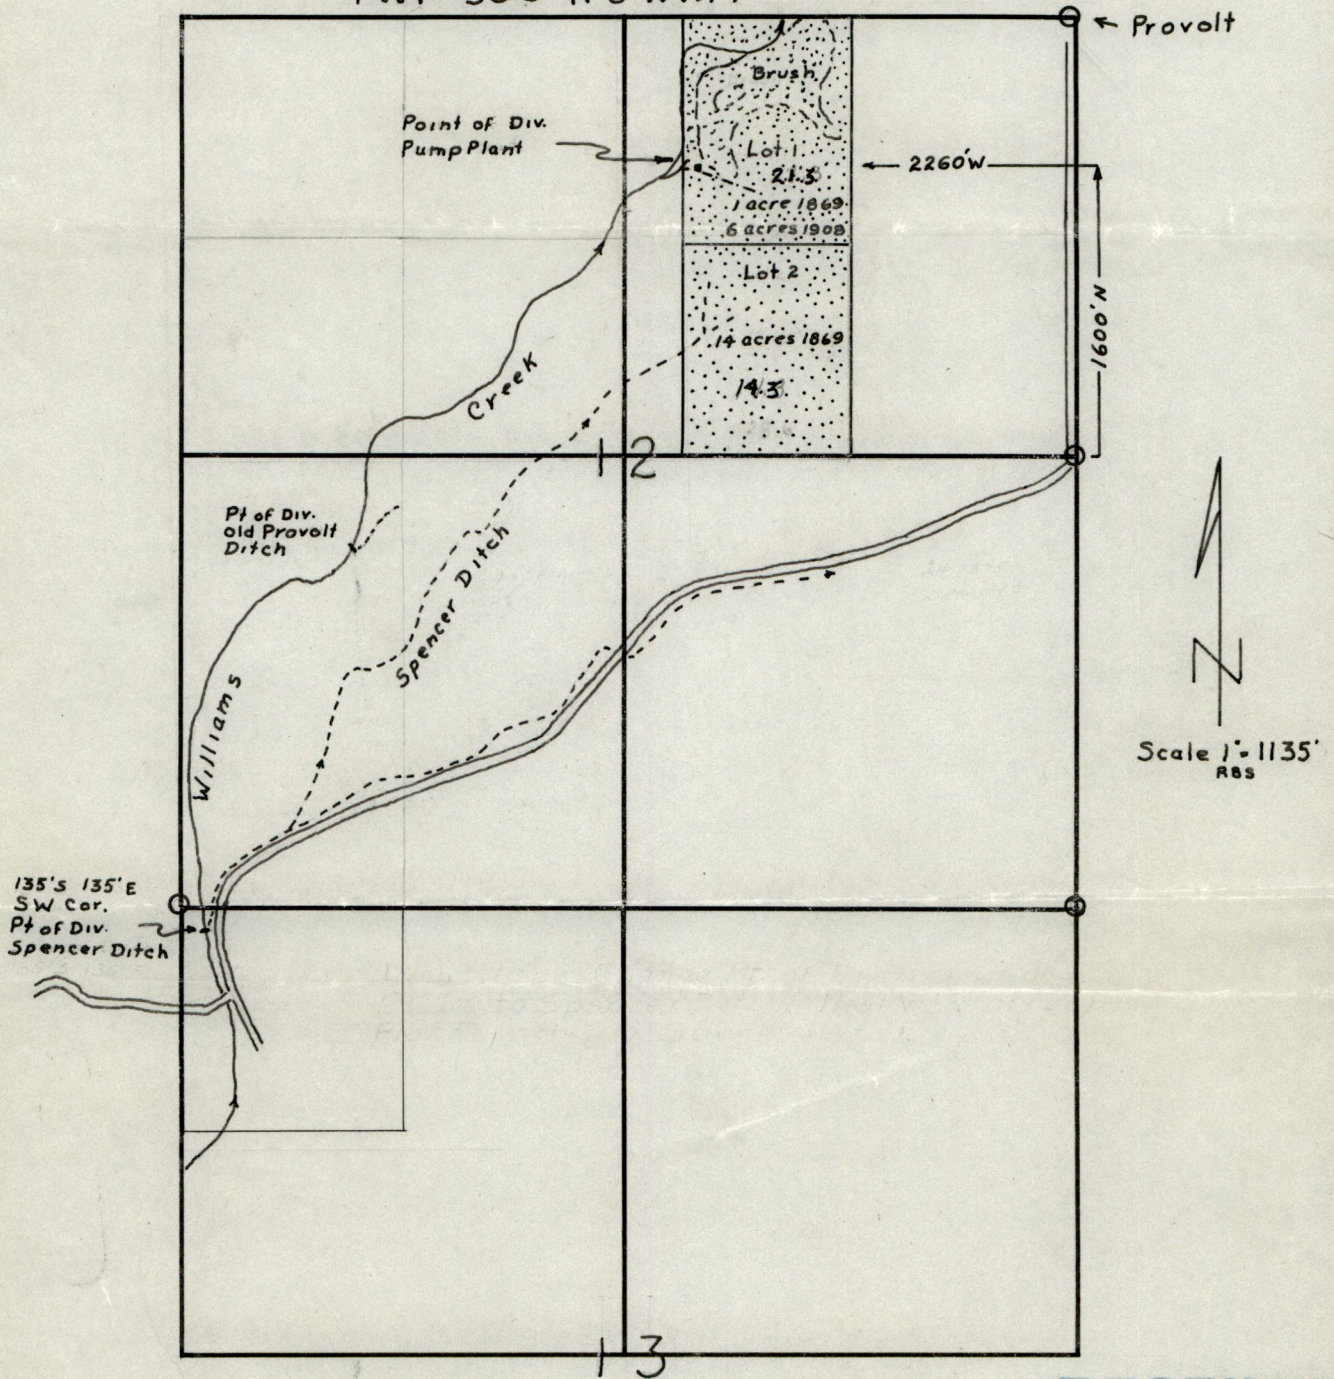 Provolt
Brush
Point of Div.
Pump Plant
Lot 1
21.5
1 acre 1869
6 acres 1908
2260'W
1600'N
Lot 2
14 acres 1869
14.3
Creek
12
Pt of Div.
old Provolt
Ditch
Spencer Ditch
Williams
N
Scale 1"=1135'
RBS
135's 135'E
SW Cor.
Pt of Div.
Spencer Ditch
13